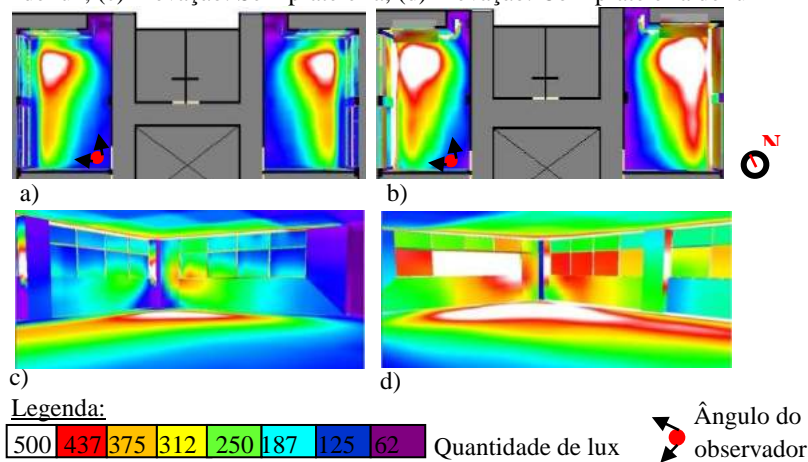 a)
b)
N
c)
d)
Legenda:
500 437 375 312 250 187 125 62 Quantidade de lux
Ângulo do
observador